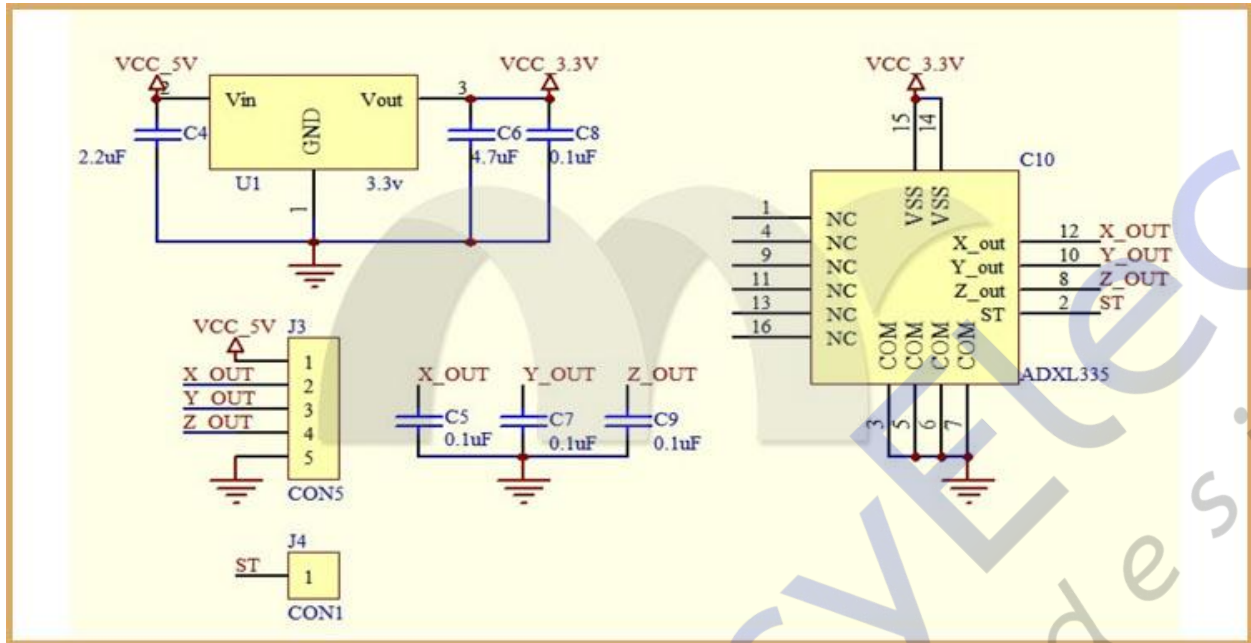 VCC_5V
VCC_3.3V
2
Vin
Vout
3
GND
C4
2.2uF
C6
4.7uF
C8
0.1uF
U1
3.3v
1
VCC_3.3V
15
14
C10
VSS
VSS
1 NC
4 NC
9 NC
11 NC
13 NC
16 NC
X_out 12 X_OUT
Y_out 10 Y_OUT
Z_out 8 Z_OUT
ST 2 ST
COM
COM
COM
COM
ADXL335
3
5
6
7
VCC_5V
J3
1
X_OUT 2
Y_OUT 3
Z_OUT 4
5
CON5
X_OUT
Y_OUT
Z_OUT
C5
0.1uF
C7
0.1uF
C9
0.1uF
J4
ST 1
CON1
yElec
desi